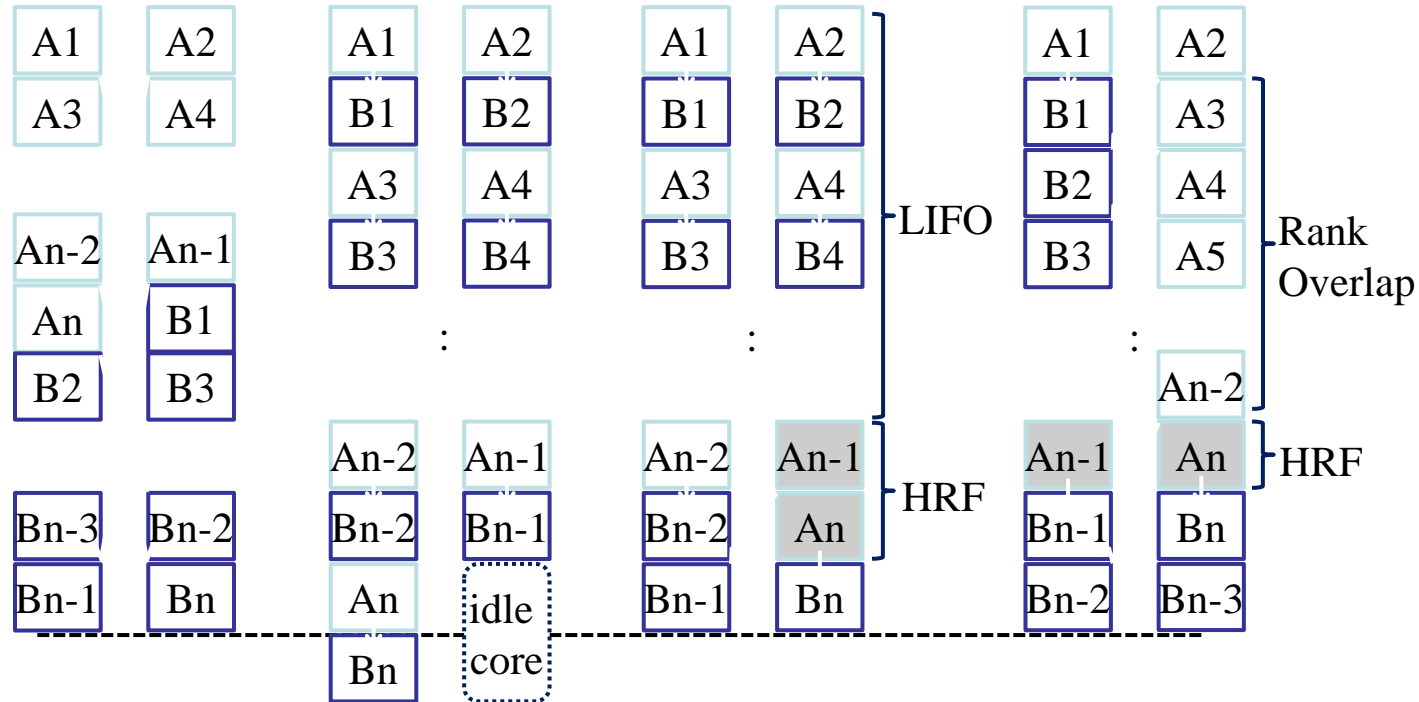 A1 A2 A1 A2 A1 A2 A1 A2
A3 A4 B1 B2 B1 B2 B1 A3
A3 A4 A3 A4 B2 A4
LIFO
An-2 An-1 B3 B4 B3 B4 B3 A5
Rank
Overlap
An B1 : : :
B2 B3 An-2
An-2 An-1 An-2 An-1 An-1 An
HRF
HRF
Bn-3 Bn-2 Bn-2 Bn-1 Bn-2 An Bn-1 Bn
Bn-1 Bn An idle Bn-1 Bn Bn-2 Bn-3
Bn core